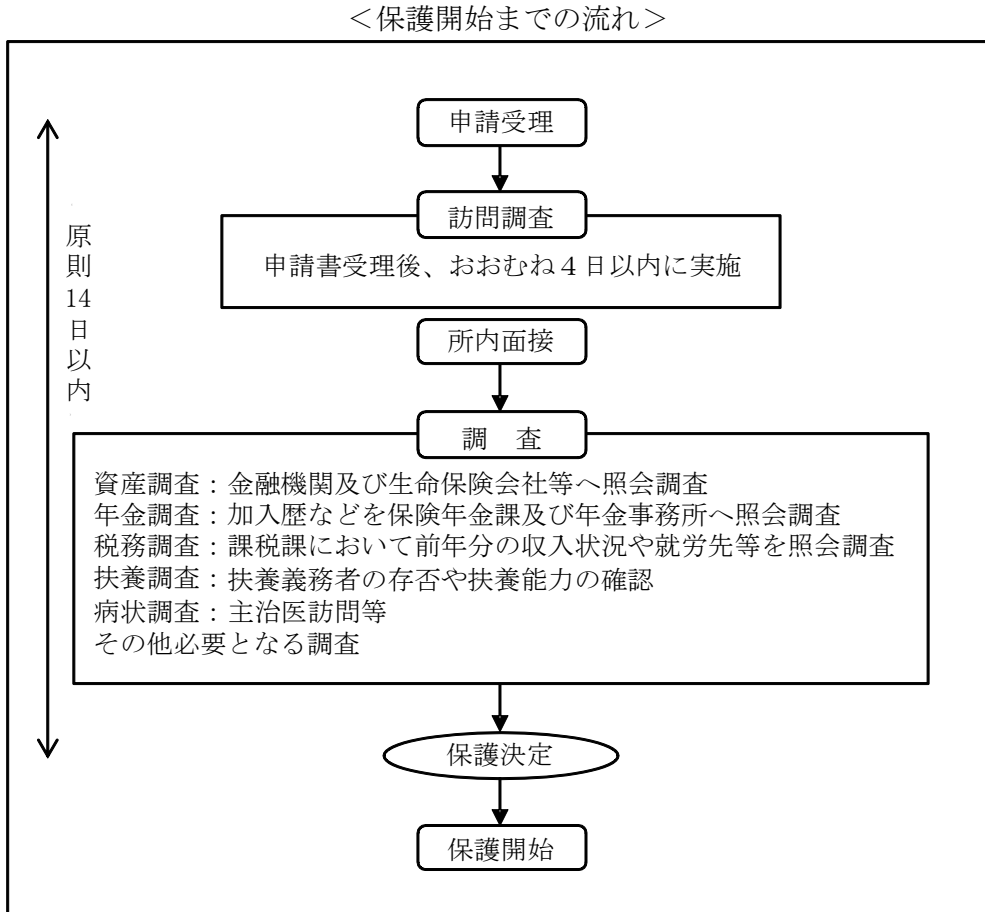 ＜保護開始までの流れ＞
申請受理
訪問調査
申請書受理後、おおむね４日以内に実施
所内面接
調　査
資産調査：金融機関及び生命保険会社等へ照会調査
年金調査：加入歴などを保険年金課及び年金事務所へ照会調査
税務調査：課税課において前年分の収入状況や就労先等を照会調査
扶養調査：扶養義務者の存否や扶養能力の確認
病状調査：主治医訪問等
その他必要となる調査
保護決定
保護開始
原則14日以内